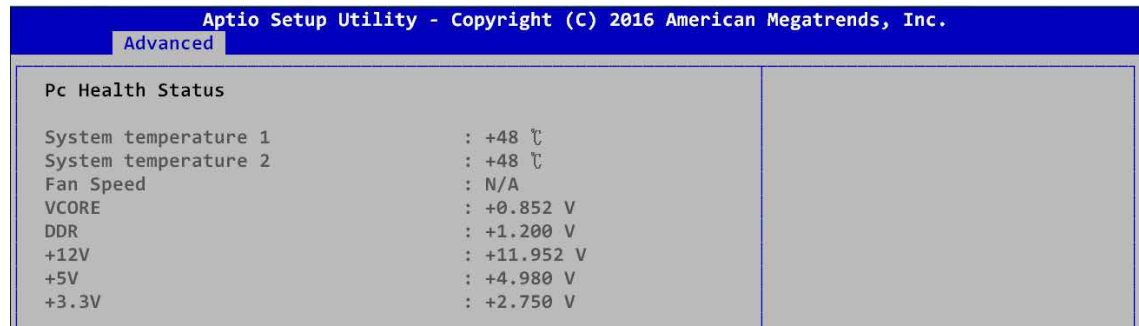 Aptio Setup Utility - Copyright (C) 2016 American Megatrends, Inc.
Advanced
Pc Health Status
System temperature 1 : +48 ℃
System temperature 2 : +48 ℃
Fan Speed : N/A
VCORE : +0.852 V
DDR : +1.200 V
+12V : +11.952 V
+5V : +4.980 V
+3.3V : +2.750 V